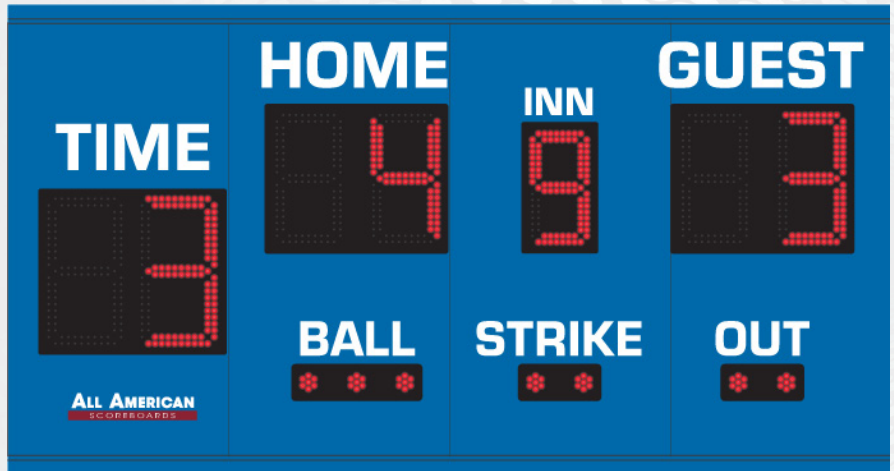 HOME
GUEST
INN
TIME
4
9
3
3
BALL
STRIKE
OUT
ALL AMERICAN
SCOREBOARDS